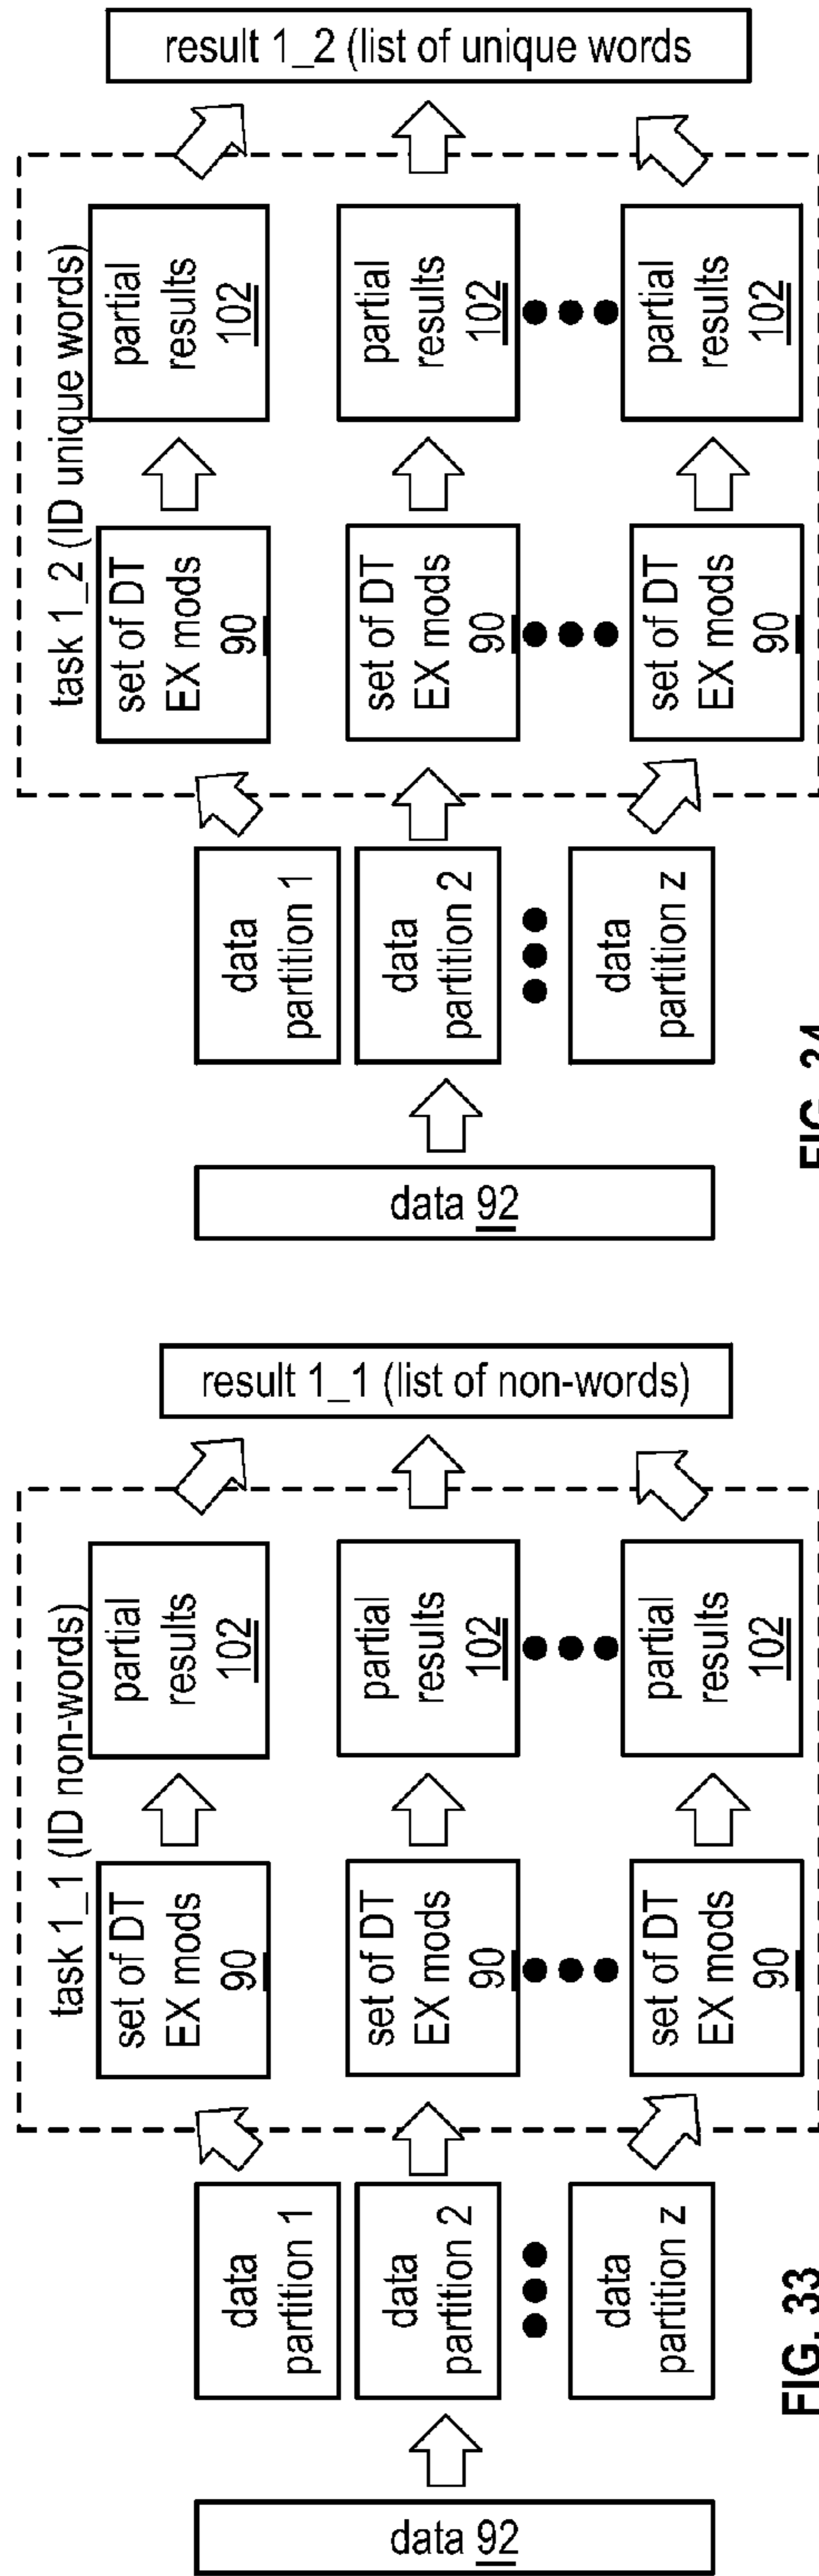 data 92
data
partition 1
data
partition 2
data
partition z
task 1_1 (ID non-words)
set of DT
EX mods
90
set of DT
EX mods
90
set of DT
EX mods
90
partial
results
102
partial
results
102
partial
results
102
result 1_1 (list of non-words)
FIG. 33
data 92
data
partition 1
data
partition 2
data
partition z
task 1_2 (ID unique words)
set of DT
EX mods
90
set of DT
EX mods
90
set of DT
EX mods
90
partial
results
102
partial
results
102
partial
results
102
result 1_2 (list of unique words
FIG. 34